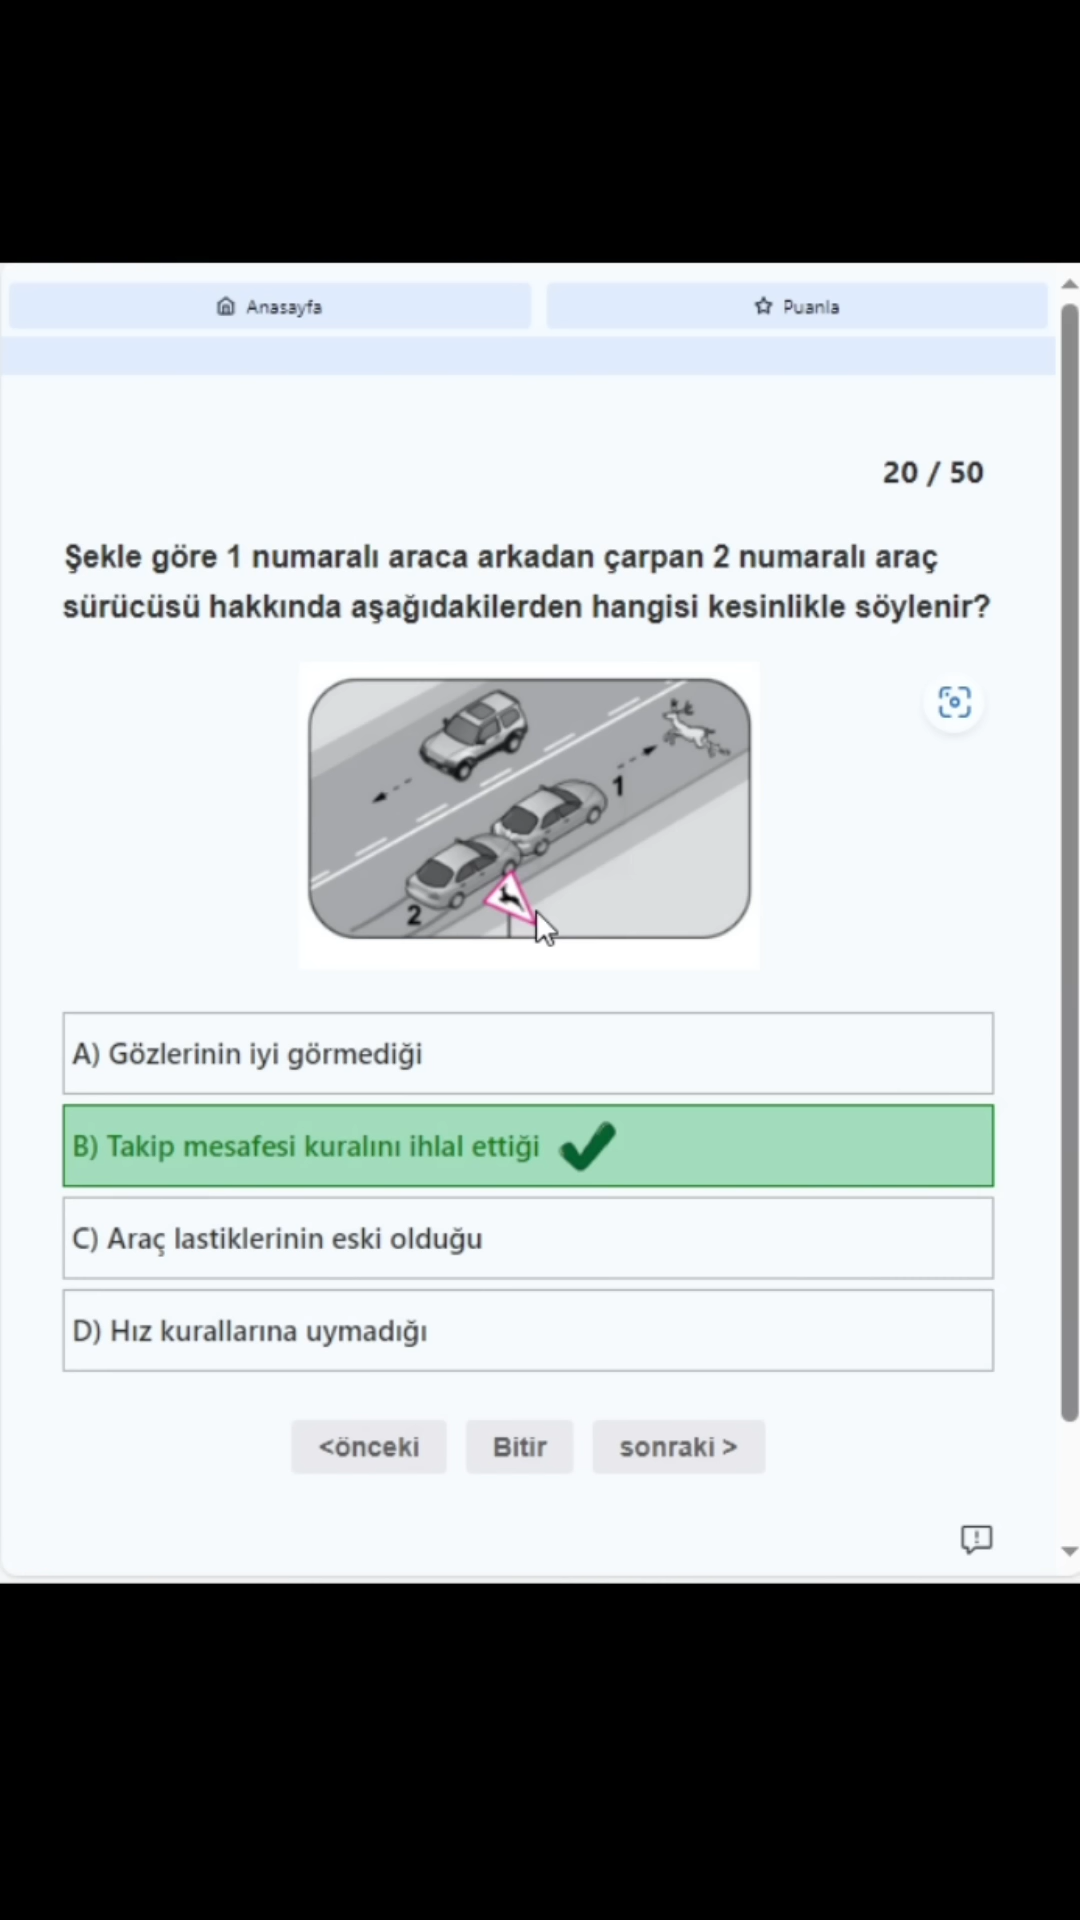 Anasayfa
Puanla
20 / 50
Şekle göre 1 numaralı araca arkadan çarpan 2 numaralı araç
sürücüsü hakkında aşağıdakilerden hangisi kesinlikle söylenir?
1
2
A) Gözlerinin iyi görmediği
B) Takip mesafesi kuralını ihlal ettiği
C) Araç lastiklerinin eski olduğu
D) Hız kurallarına uymadığı
<önceki
Bitir
sonraki >